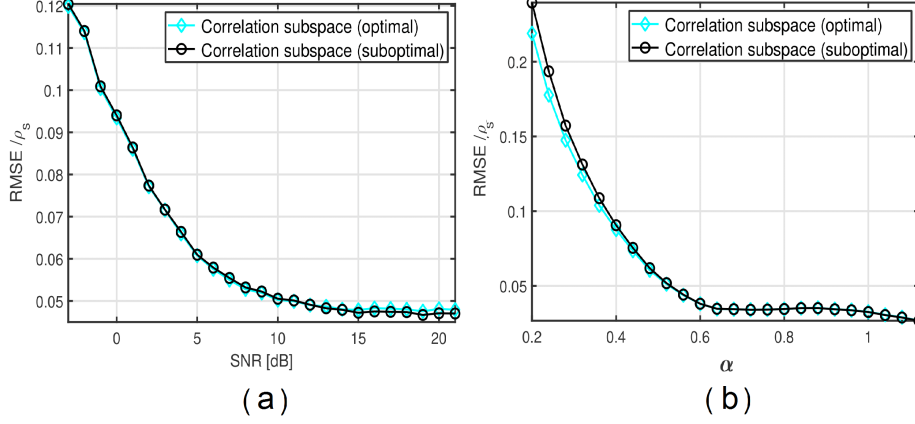 Correlation subspace (optimal)
Correlation subspace (suboptimal)
0.12
0.11
0.1
0.09
0.08
0.07
0.06
0.05
RMSE /ρs
0
5
10
15
20
SNR [dB]
(a)
Correlation subspace (optimal)
Correlation subspace (suboptimal)
0.2
0.15
0.1
0.05
RMSE /ρs
0.2
0.4
0.6
0.8
1
α
(b)